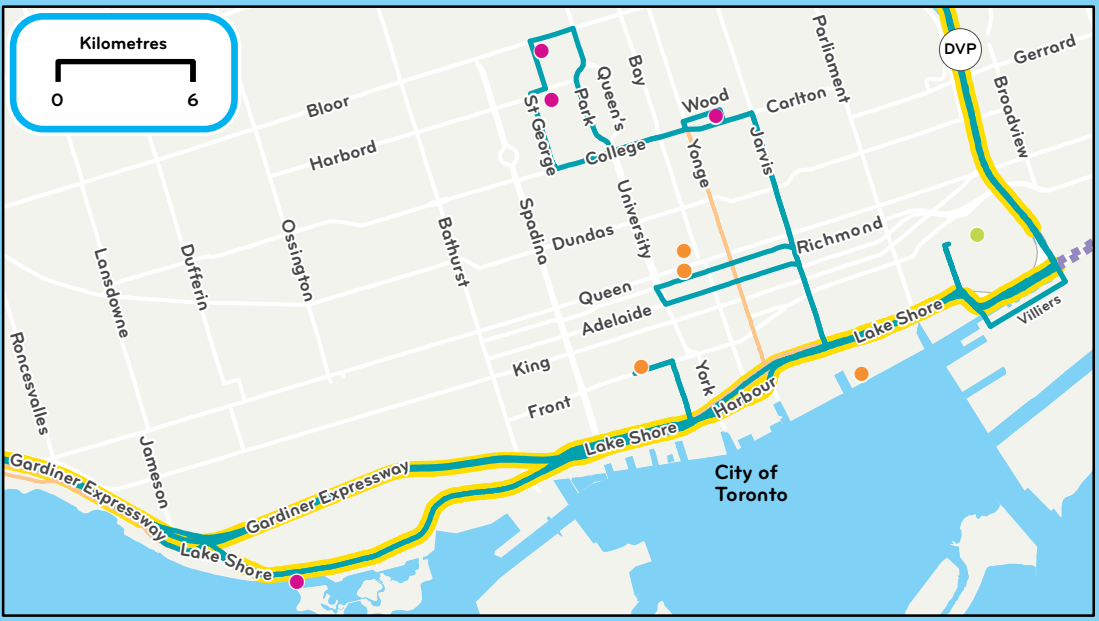 Kilometres
0 6
DVP
Parliament
Gerrard
Broadview
Bay
Queen's
Park
Wood
Carlton
Bloor
Harbord
St George
College
Yonge
Jarvis
University
Spadina
Dundas
Richmond
Bathurst
Ossington
Dufferin
Lansdowne
Queen
Adelaide
King
Front
York
Harbour
Lake Shore
Villiers
Roncesvalles
Jameson
Lake Shore
Gardiner Expressway
Gardiner Expressway
Lake Shore
City of
Toronto